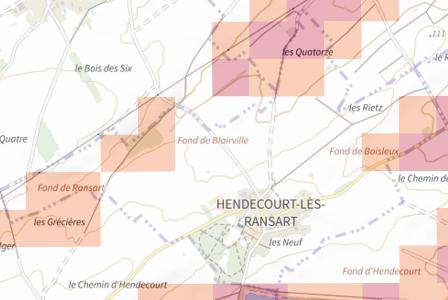 .111
les Quatorze
le Bois des Six
les Rietz
Quatre
Fond de Blairville
Fond de Boisleux
le Chemin de
Fond de Ransart
HENDECOURT-LÈS-
RANSART
les Grécières
les Neuf
Fond d'Hendecourt
le Chemin d'Hendecourt